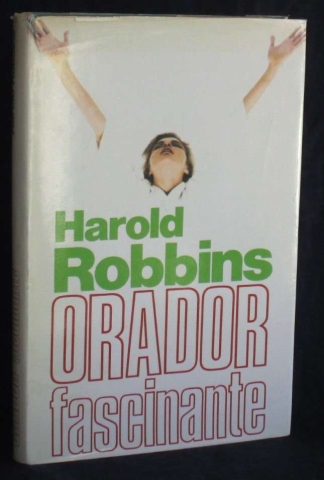 Harold
Robbins
ORADOR
fascinante